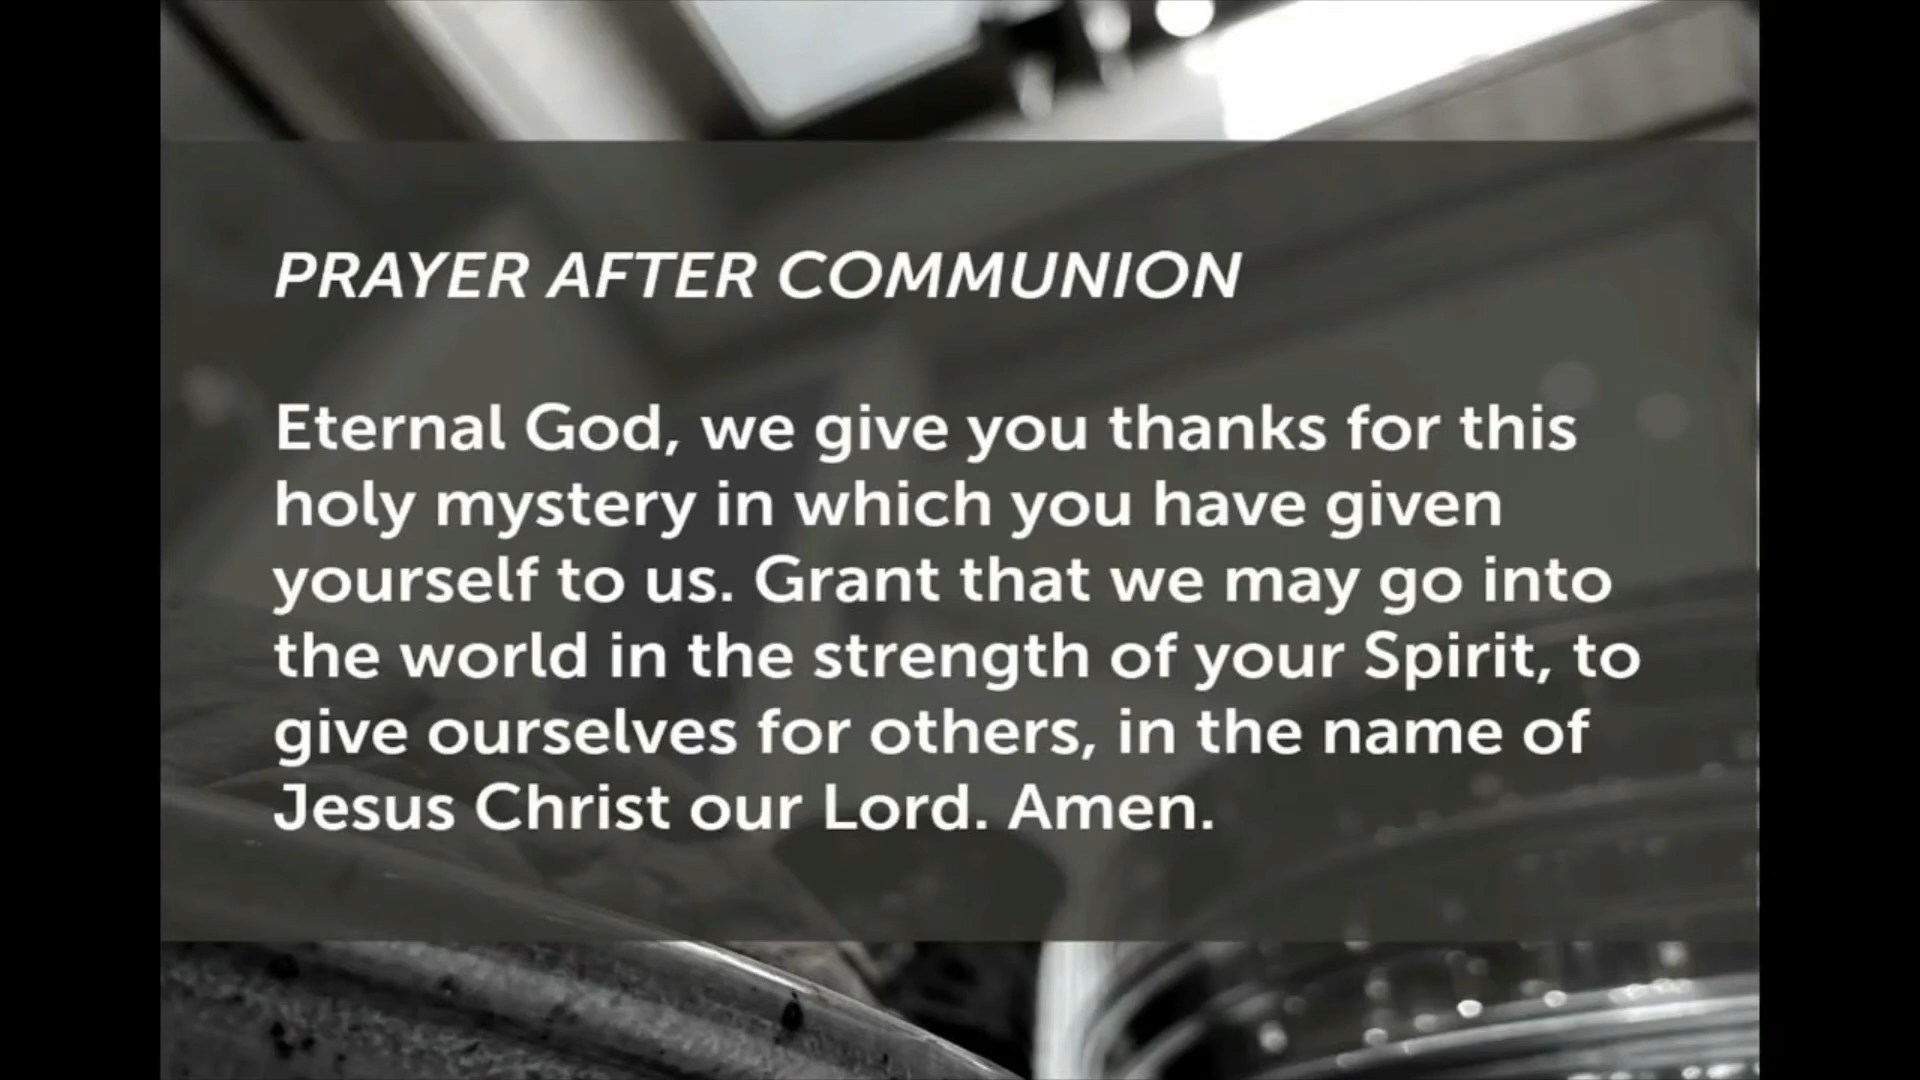 PRAYER AFTER COMMUNION
Eternal God, we give you thanks for this
holy mystery in which you have given
yourself to us. Grant that we may go into
the world in the strength of your Spirit, to
give ourselves for others, in the name of
Jesus Christ our Lord. Amen.